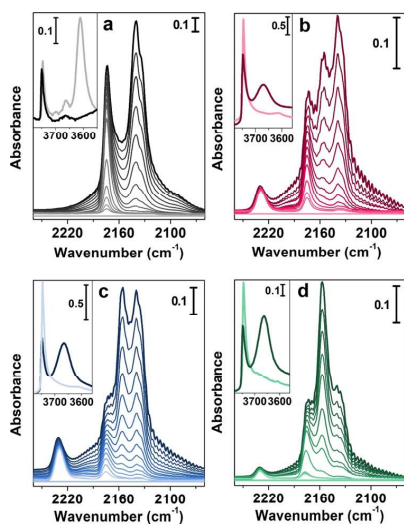 0.1
a
0.1
3700 3600
Absorbance
2220 2160 2100
Wavenumber (cm-1)
0.5
b
0.1
3700 3600
Absorbance
2220 2160 2100
Wavenumber (cm-1)
0.5
c
0.1
3700 3600
Absorbance
2220 2160 2100
Wavenumber (cm-1)
0.1
d
0.1
3700 3600
Absorbance
2220 2160 2100
Wavenumber (cm-1)